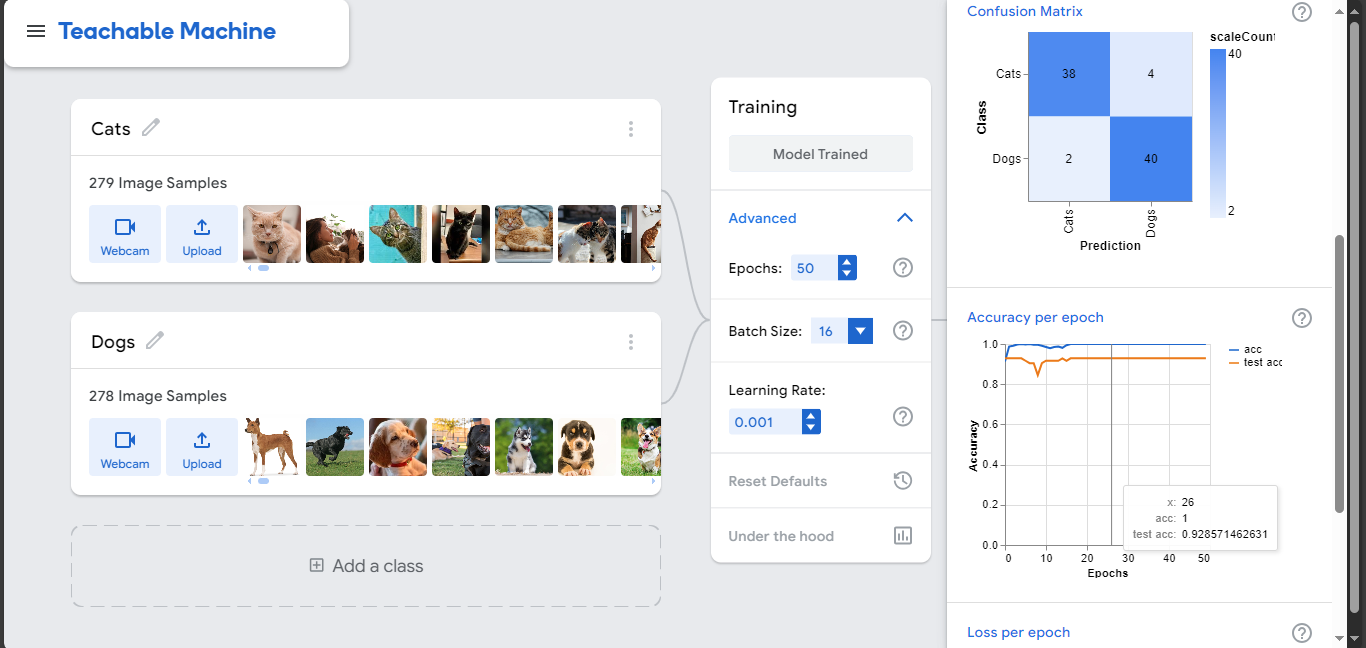 Teachable Machine
Cats
279 Image Samples
Webcam
Upload
Dogs
278 Image Samples
Webcam
Upload
Add a class
Training
Model Trained
Advanced
Epochs: 50
Batch Size: 16
Learning Rate:
0.001
Reset Defaults
Under the hood
Confusion Matrix
scaleCount
Class
Cats 38 4
Dogs 2 40
Cats Dogs
Prediction
40
2
Accuracy per epoch
Accuracy
1.0
0.8
0.6
0.4
0.2
0.0
0 10 20 30 40 50
Epochs
acc
test acc
x: 26
acc: 1
test acc: 0.928571462631
Loss per epoch